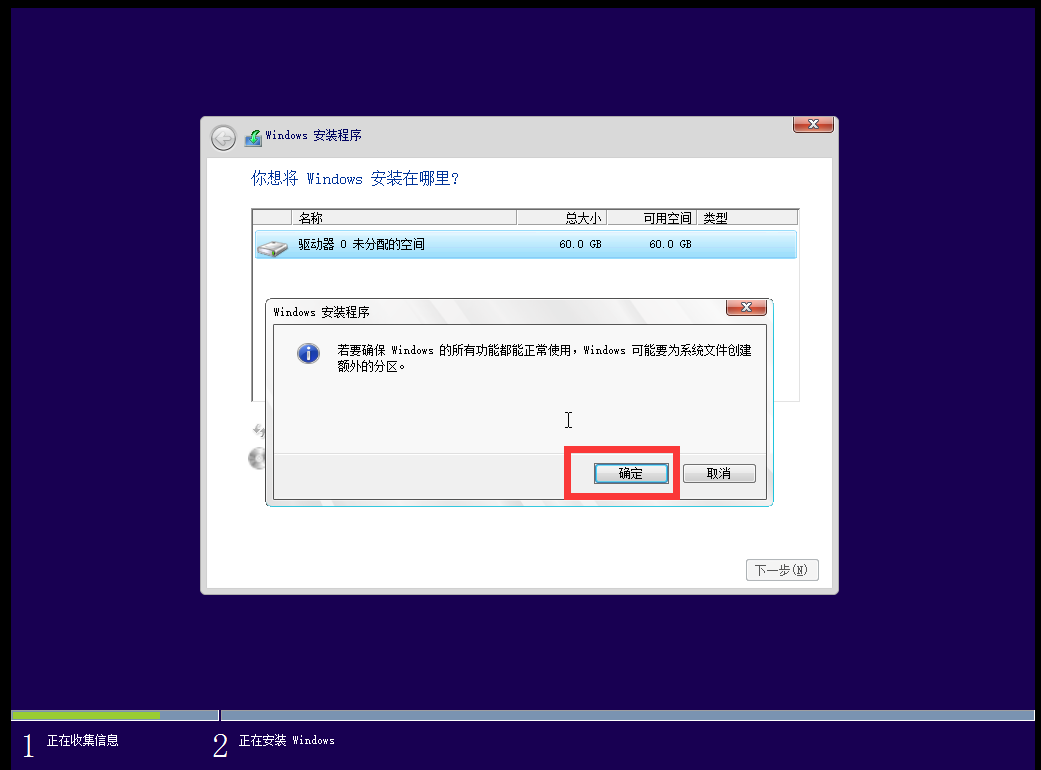 Windows 安装程序
你想将 Windows 安装在哪里?
名称 总大小 可用空间 类型
驱动器 0 未分配的空间 60.0 GB 60.0 GB
Windows 安装程序
若要确保 Windows 的所有功能都能正常使用，Windows 可能要为系统文件创建
额外的分区。
确定 取消
下一步(N)
1 正在收集信息 2 正在安装 Windows